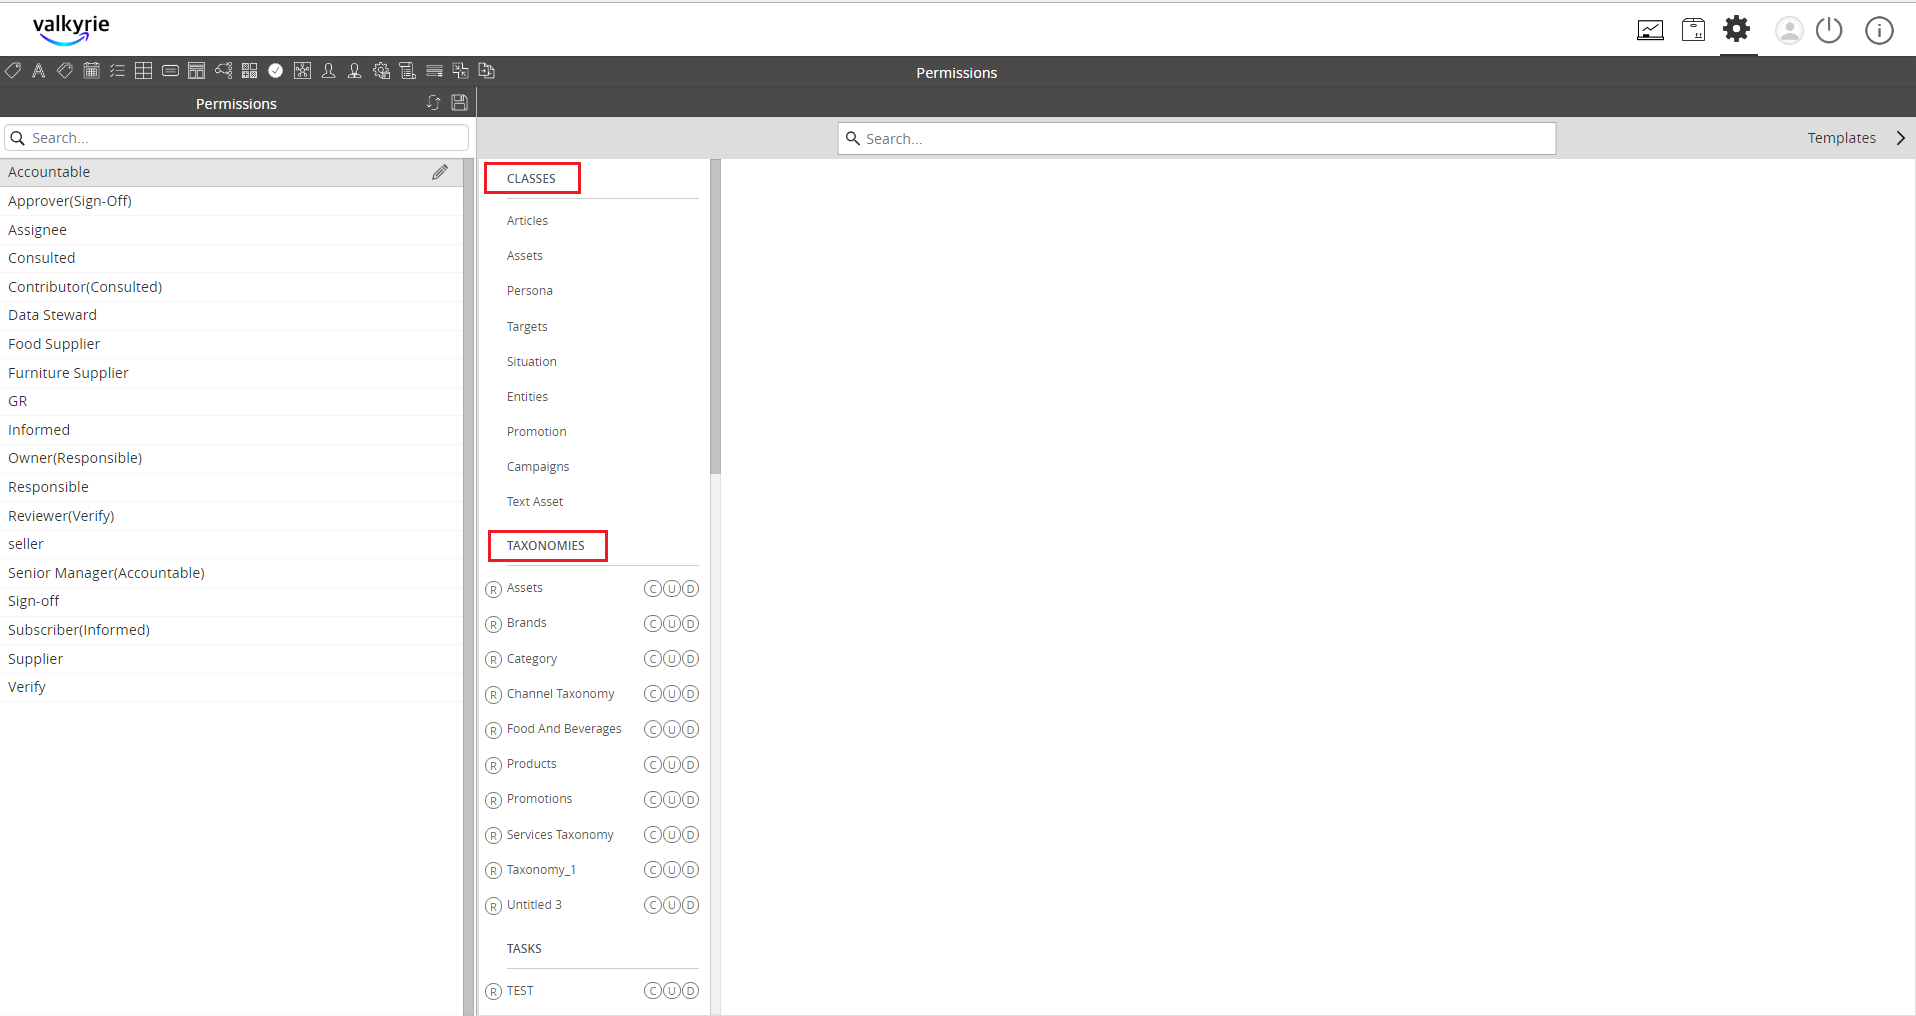 valkyrie
Permissions
Permissions
Search...
Search...
Templates
Accountable
Approver(Sign-Off)
Assignee
Consulted
Contributor(Consulted)
Data Steward
Food Supplier
Furniture Supplier
GR
Informed
Owner(Responsible)
Responsible
Reviewer(Verify)
seller
Senior Manager(Accountable)
Sign-off
Subscriber(Informed)
Supplier
Verify
CLASSES
Articles
Assets
Persona
Targets
Situation
Entities
Promotion
Campaigns
Text Asset
TAXONOMIES
R Assets C U D
R Brands C U D
R Category C U D
R Channel Taxonomy C U D
R Food And Beverages C U D
R Products C U D
R Promotions C U D
R Services Taxonomy C U D
R Taxonomy_1 C U D
R Untitled 3 C U D
TASKS
R TEST C U D